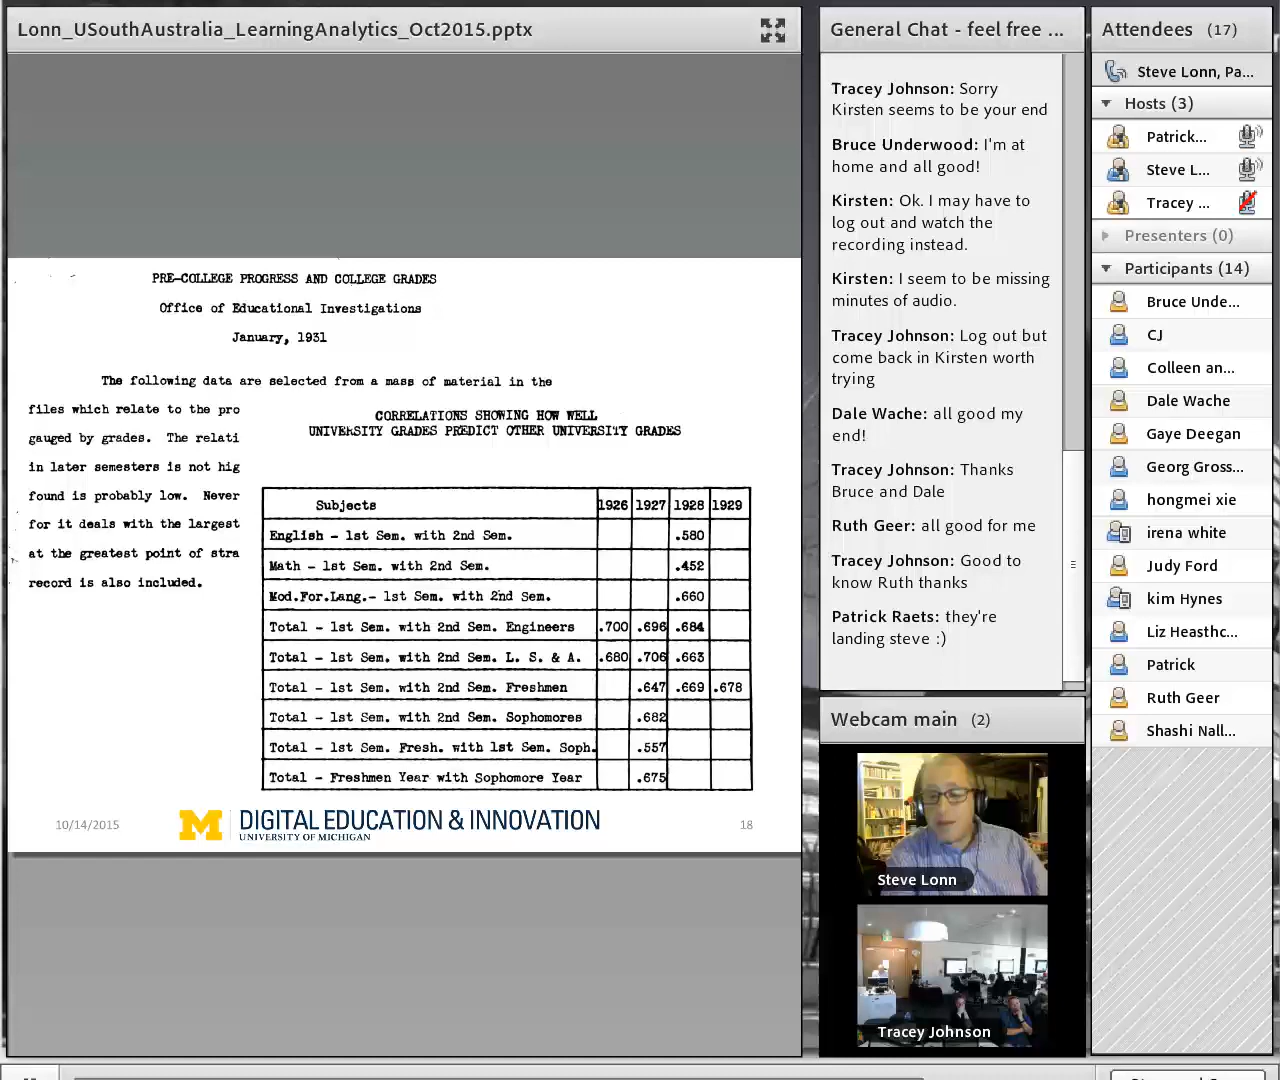 Lonn_USouthAustralia_LearningAnalytics_Oct2015.pptx
PRE-COLLEGE PROGRESS AND COLLEGE GRADES
Office of Educational Investigations
January, 1931
The following data are selected from a mass of material in the
files which relate to the pro
gauged by grades. The relati
in later semesters is not hig
found is probably low. Never
for it deals with the largest
at the greatest point of stra
record is also included.
CORRELATIONS SHOWING HOW WELL
UNIVERSITY GRADES PREDICT OTHER UNIVERSITY GRADES
Subjects 1926 1927 1928 1929
English - 1st Sem. with 2nd Sem. .580
Math - 1st Sem. with 2nd Sem. .452
Mod.For.Lang.- 1st Sem. with 2nd Sem. .660
Total - 1st Sem. with 2nd Sem. Engineers .700 .696 .684
Total - 1st Sem. with 2nd Sem. L. S. & A. .680 .706 .663
Total - 1st Sem. with 2nd Sem. Freshmen .647 .669 .678
Total - 1st Sem. with 2nd Sem. Sophomores .682
Total - 1st Sem. Fresh. with 1st Sem. Soph. .557
Total - Freshmen Year with Sophomore Year .675
10/14/2015
M DIGITAL EDUCATION & INNOVATION
UNIVERSITY OF MICHIGAN
18
General Chat - feel free ...
Tracey Johnson: Sorry
Kirsten seems to be your end
Bruce Underwood: I'm at
home and all good!
Kirsten: Ok. I may have to
log out and watch the
recording instead.
Kirsten: I seem to be missing
minutes of audio.
Tracey Johnson: Log out but
come back in Kirsten worth
trying
Dale Wache: all good my
end!
Tracey Johnson: Thanks
Bruce and Dale
Ruth Geer: all good for me
Tracey Johnson: Good to
know Ruth thanks
Patrick Raets: they're
landing steve :)
Webcam main (2)
Steve Lonn
Tracey Johnson
Attendees (17)
Steve Lonn, Pa...
Hosts (3)
Patrick...
Steve L...
Tracey ...
Presenters (0)
Participants (14)
Bruce Unde...
CJ
Colleen an...
Dale Wache
Gaye Deegan
Georg Gross...
hongmei xie
irena white
Judy Ford
kim Hynes
Liz Heasthc...
Patrick
Ruth Geer
Shashi Nall...